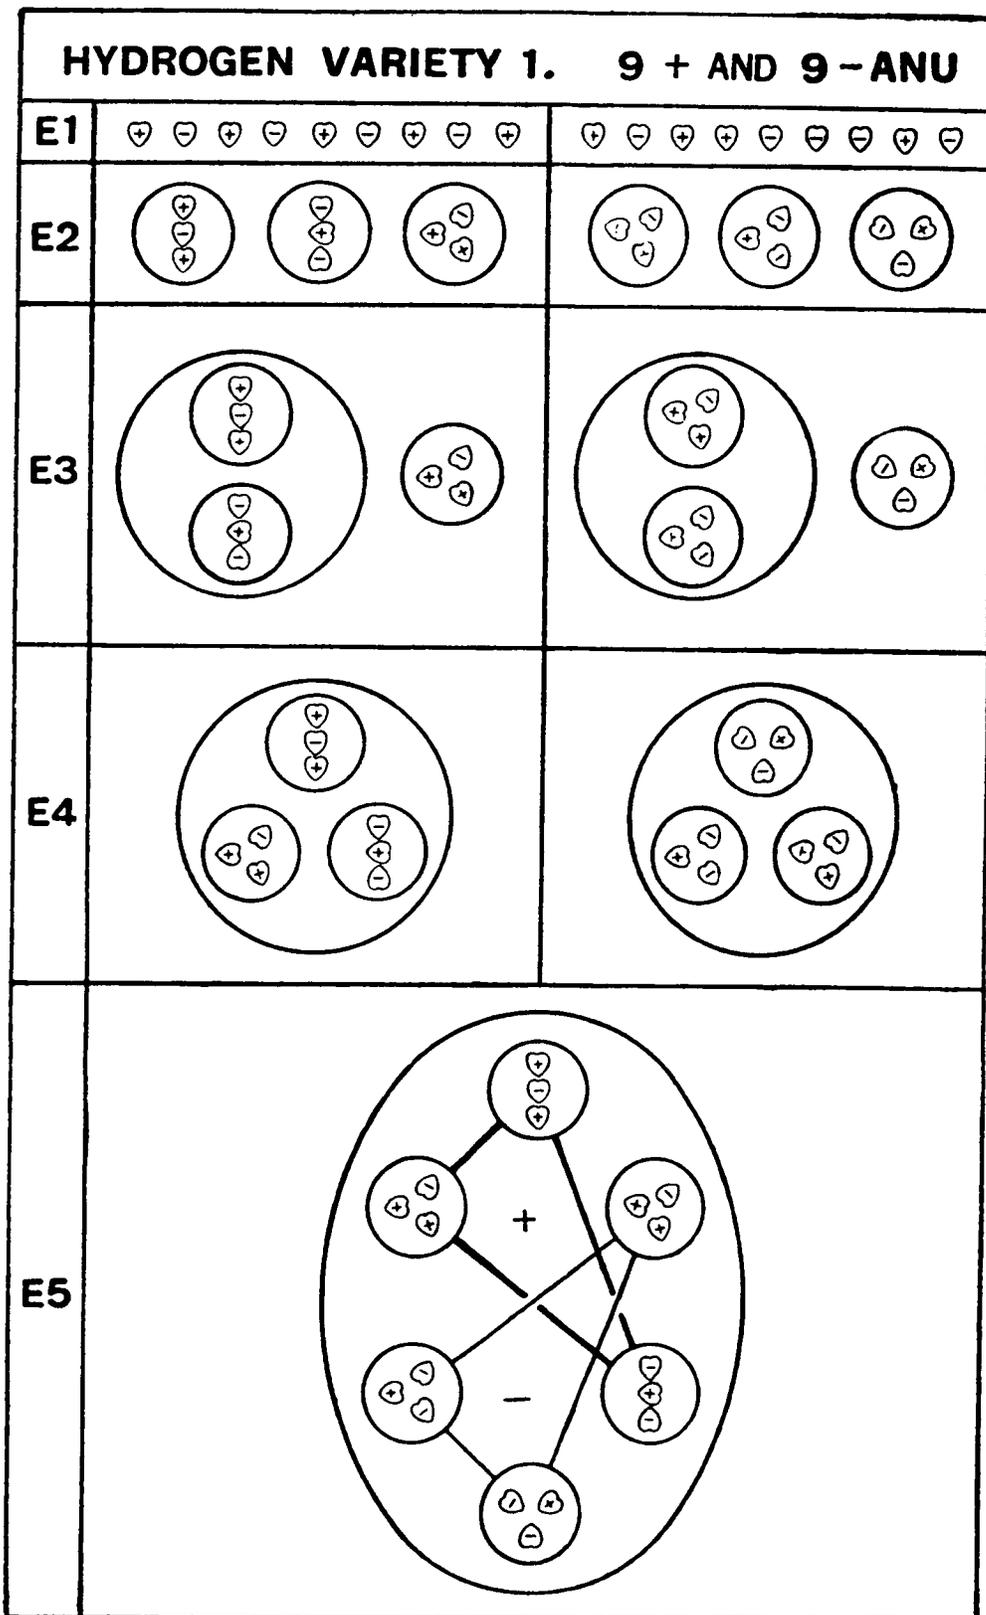 HYDROGEN VARIETY 1. 9 + AND 9 - ANU
E1
+ - + - + - + - +
+ - + + - - - + -
E2
E3
E4
E5
+
-